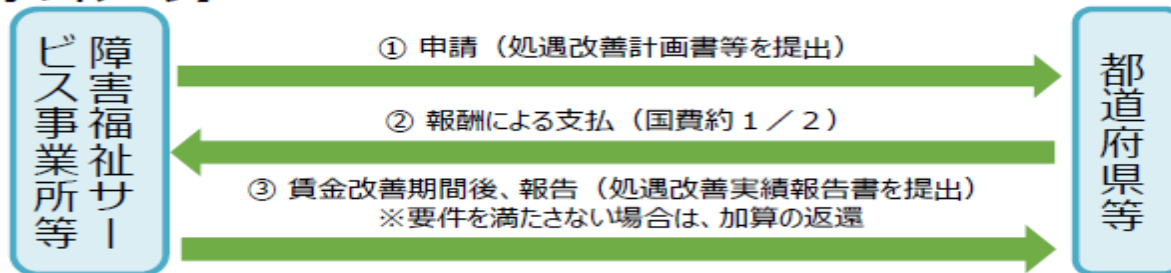 障害福祉サー
ビス事業所等
① 申請（処遇改善計画書等を提出）
② 報酬による支払（国費約１／２）
③ 賃金改善期間後、報告（処遇改善実績報告書を提出）
※要件を満たさない場合は、加算の返還
都道府県等